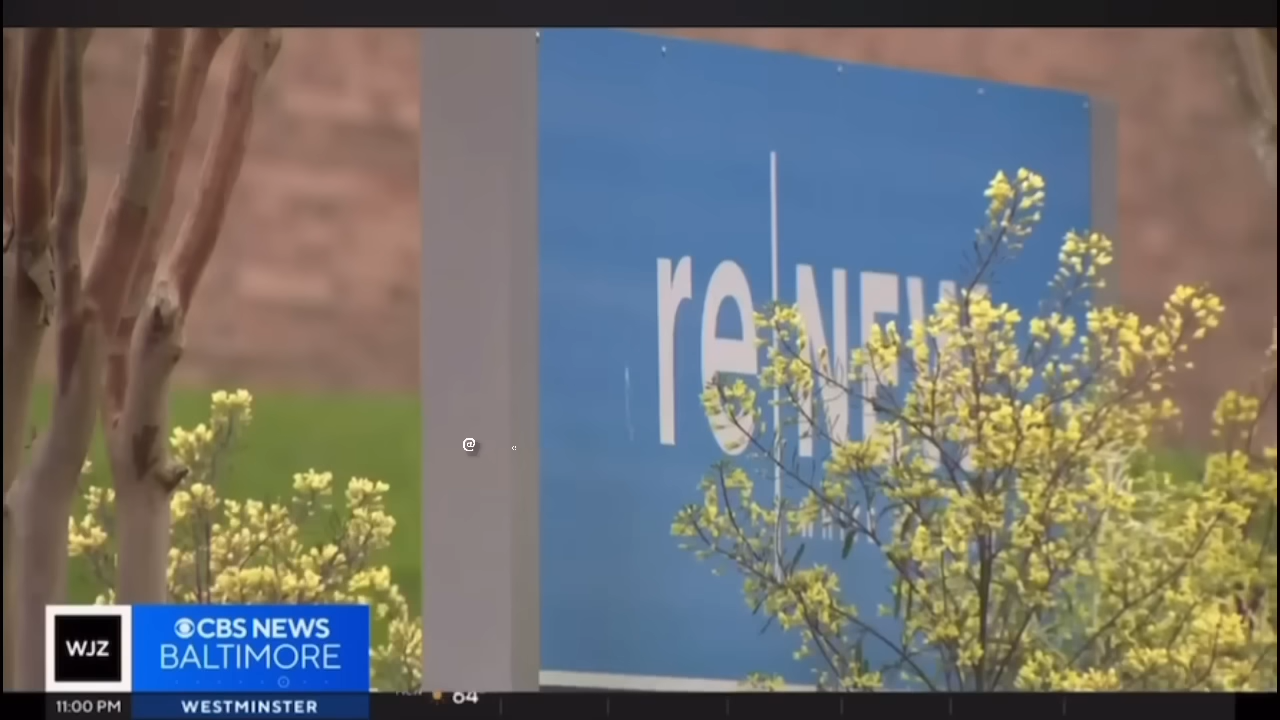 re NEW
@
WJZ
CBS NEWS
BALTIMORE
64
11:00 PM
WESTMINSTER